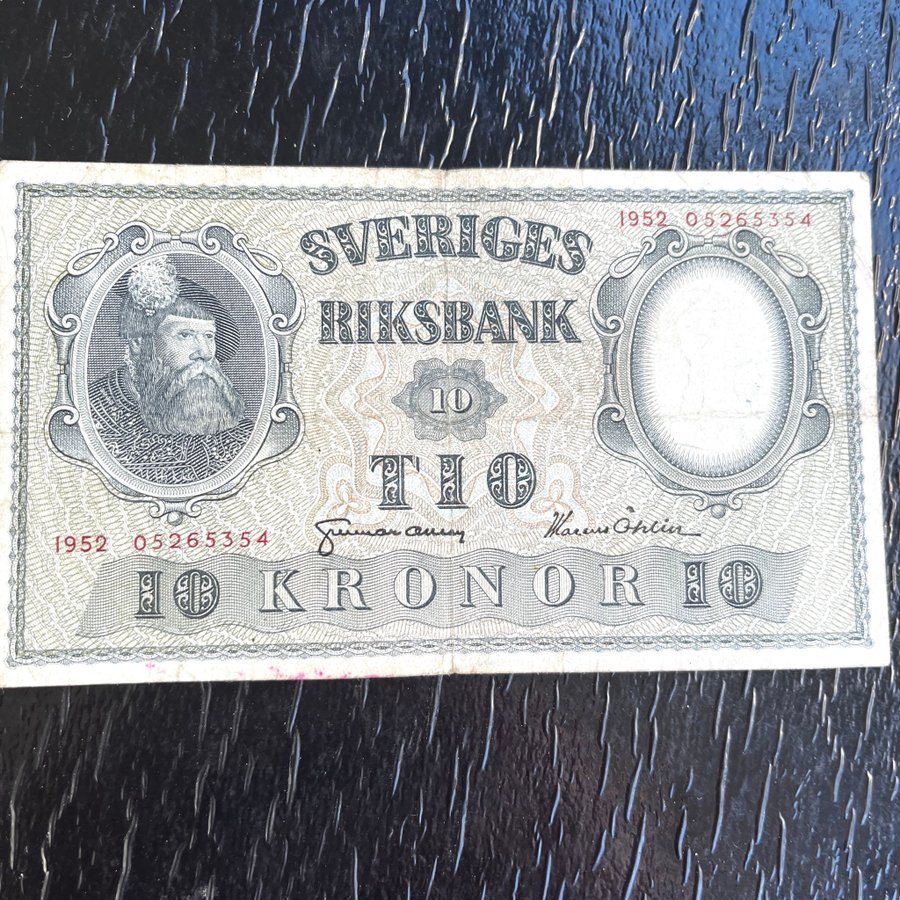 1952 05265354
SVERIGES
RIKSBANK
10
TIO
1952 05265354
10 KRONOR 10